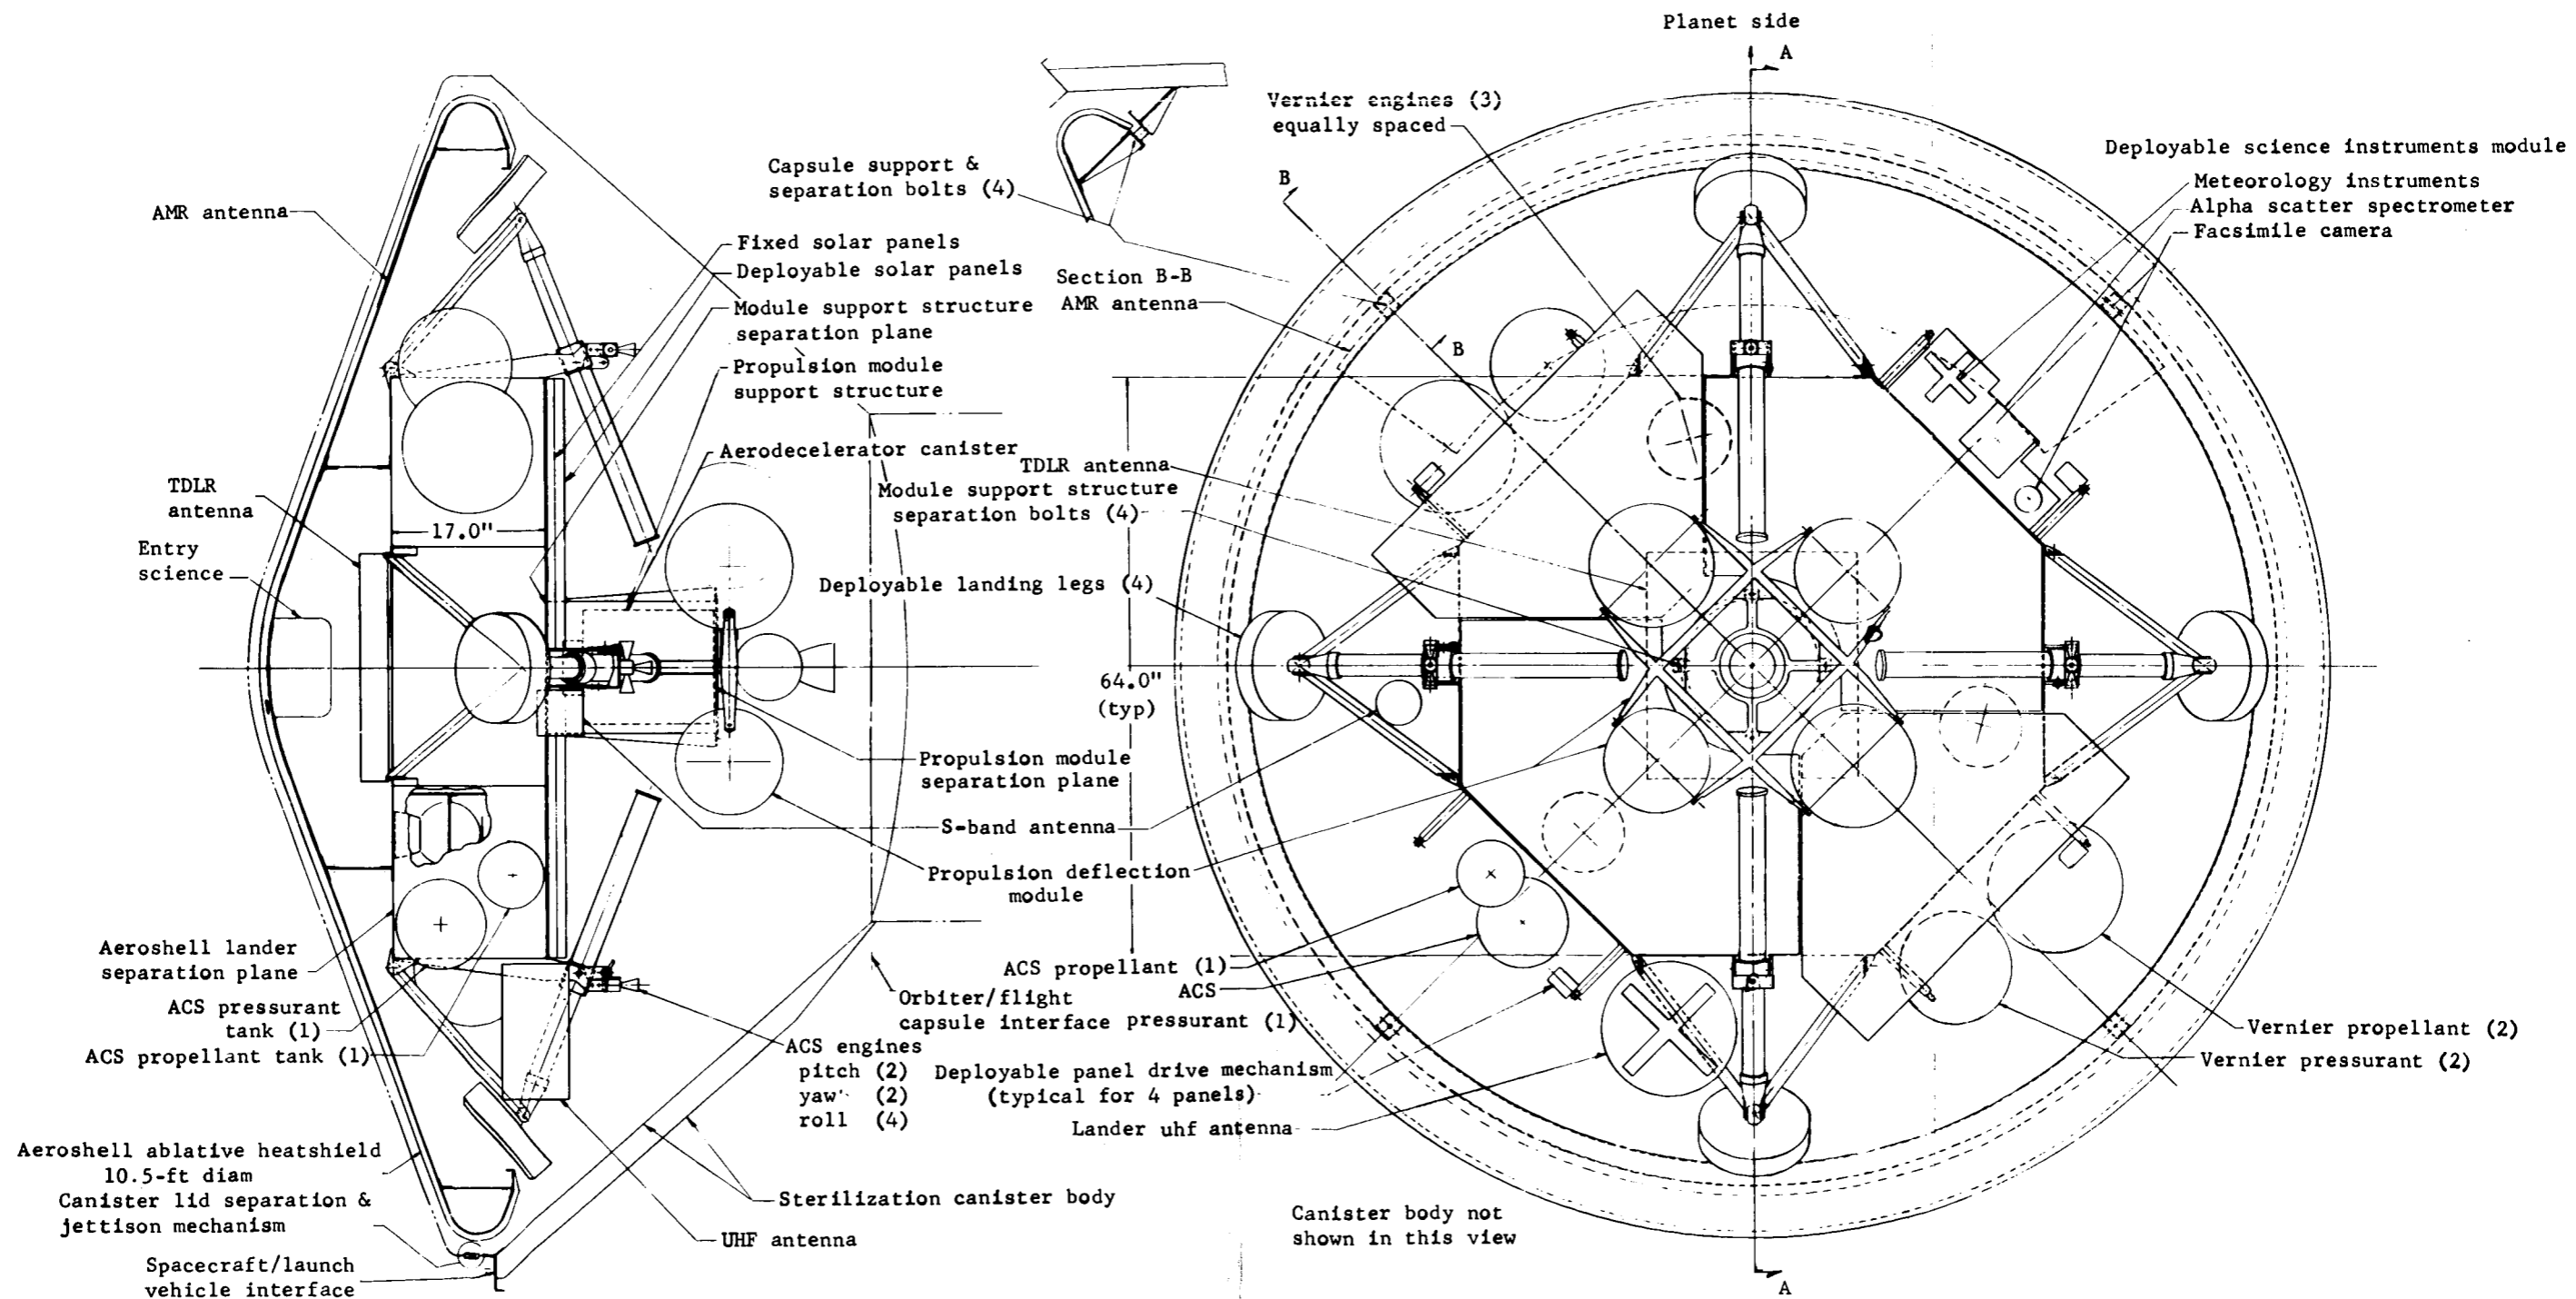 Planet side
A
Vernier engines (3)
equally spaced
Deployable science instruments module
Meteorology instruments
Alpha scatter spectrometer
Facsimile camera
Capsule support &
separation bolts (4)
B
B
Section B-B
AMR antenna
AMR antenna
Fixed solar panels
Deployable solar panels
Module support structure
separation plane
Propulsion module
support structure
Aerodecelerator canister
TDLR antenna
Module support structure
separation bolts (4)
TDLR
antenna
17.0"
Entry
science
Deployable landing legs (4)
64.0"
(typ)
Propulsion module
separation plane
S-band antenna
Propulsion deflection
module
Aeroshell lander
separation plane
ACS pressurant
tank (1)
ACS propellant tank (1)
ACS propellant (1)
ACS
pressurant (1)
Orbiter/flight
capsule interface
ACS engines
pitch (2)
yaw (2)
roll (4)
Deployable panel drive mechanism
(typical for 4 panels)
Lander uhf antenna
Vernier propellant (2)
Vernier pressurant (2)
Aeroshell ablative heatshield
10.5-ft diam
Canister lid separation &
jettison mechanism
Sterilization canister body
UHF antenna
Spacecraft/launch
vehicle interface
Canister body not
shown in this view
A